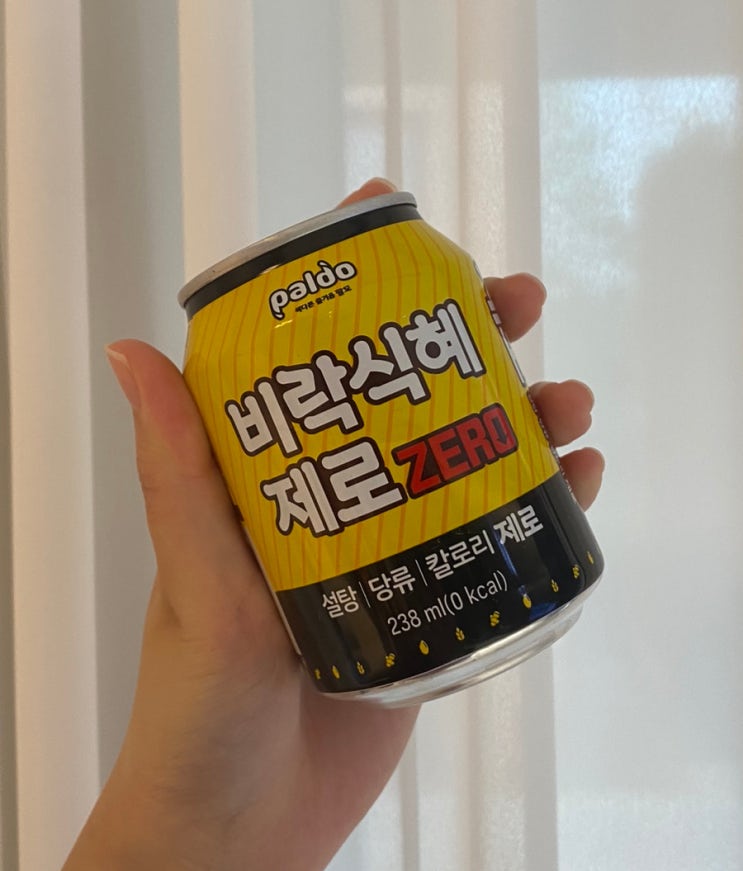 paldo
비락식혜
제로 ZERO
설탕|당류|칼로리 제로
238 ml(0 kcal)